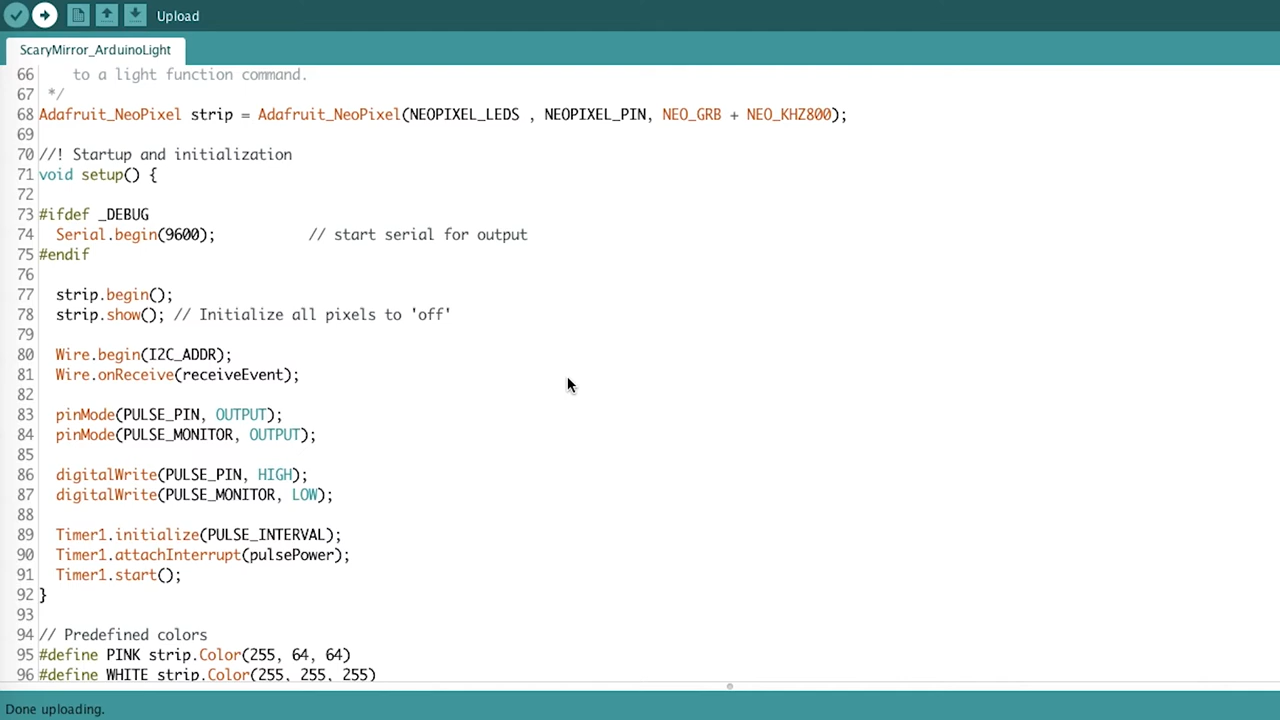 Upload
ScaryMirror_ArduinoLight
66     to a light function command.
67  */
68 Adafruit_NeoPixel strip = Adafruit_NeoPixel(NEOPIXEL_LEDS , NEOPIXEL_PIN, NEO_GRB + NEO_KHZ800);
69
70 //! Startup and initialization
71 void setup() {
72
73 #ifdef _DEBUG
74   Serial.begin(9600);           // start serial for output
75 #endif
76
77   strip.begin();
78   strip.show(); // Initialize all pixels to 'off'
79
80   Wire.begin(I2C_ADDR);
81   Wire.onReceive(receiveEvent);
82
83   pinMode(PULSE_PIN, OUTPUT);
84   pinMode(PULSE_MONITOR, OUTPUT);
85
86   digitalWrite(PULSE_PIN, HIGH);
87   digitalWrite(PULSE_MONITOR, LOW);
88
89   Timer1.initialize(PULSE_INTERVAL);
90   Timer1.attachInterrupt(pulsePower);
91   Timer1.start();
92 }
93
94 // Predefined colors
95 #define PINK strip.Color(255, 64, 64)
96 #define WHITE strip.Color(255, 255, 255)
Done uploading.